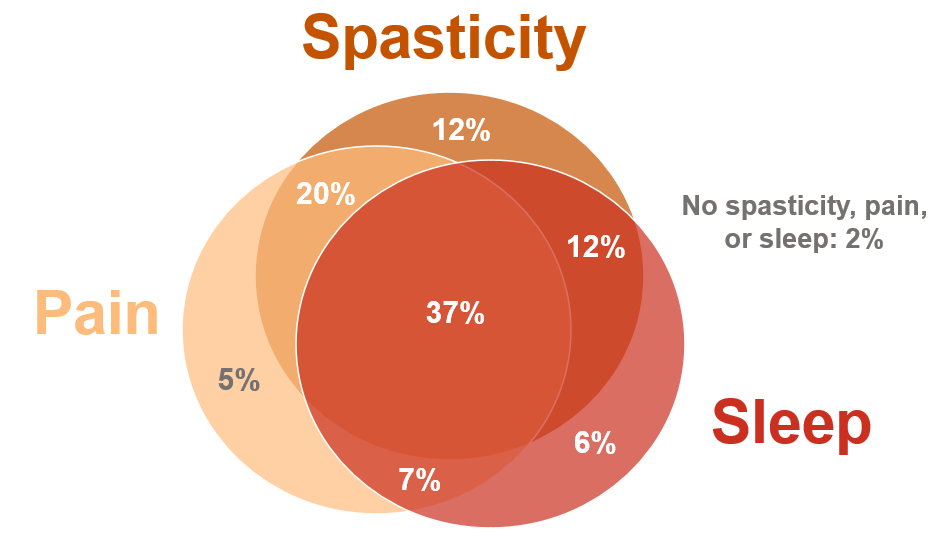 Spasticity
12%
20%
No spasticity, pain,
or sleep: 2%
12%
Pain
37%
5%
Sleep
6%
7%